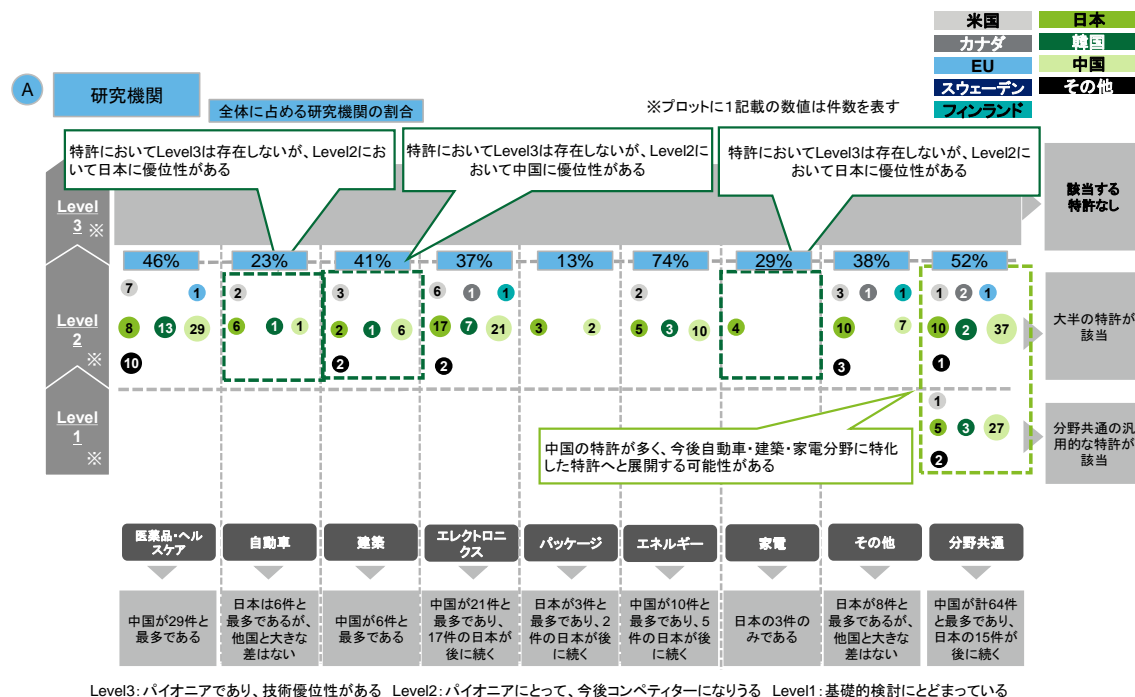 米国
日本
カナダ
韓国
EU
中国
スウェーデン
その他
フィンランド
A
研究機関
全体に占める研究機関の割合
※プロットに1記載の数値は件数を表す
特許においてLevel3は存在しないが、Level2にお
いて日本に優位性がある
特許においてLevel3は存在しないが、Level2に
おいて中国に優位性がある
特許においてLevel3は存在しないが、Level2に
おいて日本に優位性がある
Level
3 ※
該当する
特許なし
46%
23%
41%
37%
13%
74%
29%
38%
52%
Level
2
※
7 1
8 13 29
10
2
6 1 1
3
2 1 6
2
6 1 1
17 7 21
2
3 2
2
5 3 10
4
3 1 1
10 7
3
1 2 1
10 2 37
1
大半の特許が
該当
Level
1
※
1
5 3 27
2
分野共通の汎
用的な特許が
該当
中国の特許が多く、今後自動車・建築・家電分野に特化
した特許へと展開する可能性がある
医薬品・ヘル
スケア
自動車
建築
エレクトロニ
クス
パッケージ
エネルギー
家電
その他
分野共通
中国が29件と
最多である
日本は6件と
最多であるが、
他国と大きな
差はない
中国が6件と
最多である
中国が21件と
最多であり、
17件の日本が
後に続く
日本が3件と
最多であり、2
件の日本が後
に続く
中国が10件と
最多であり、5
件の日本が後
に続く
日本の3件の
みである
日本が8件と
最多であるが、
他国と大きな
差はない
中国が計64件
と最多であり、
日本の15件が
後に続く
Level3：パイオニアであり、技術優位性がある Level2：パイオニアにとって、今後コンペティターになりうる Level1：基礎的検討にとどまっている